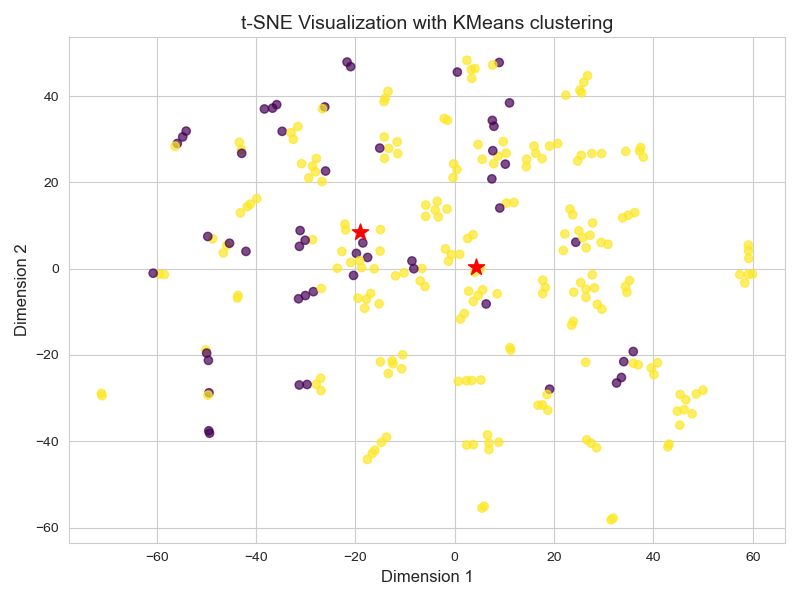 t-SNE Visualization with KMeans clustering
40
20
0
−20
−40
−60
Dimension 2
−60 −40 −20 0 20 40 60
Dimension 1